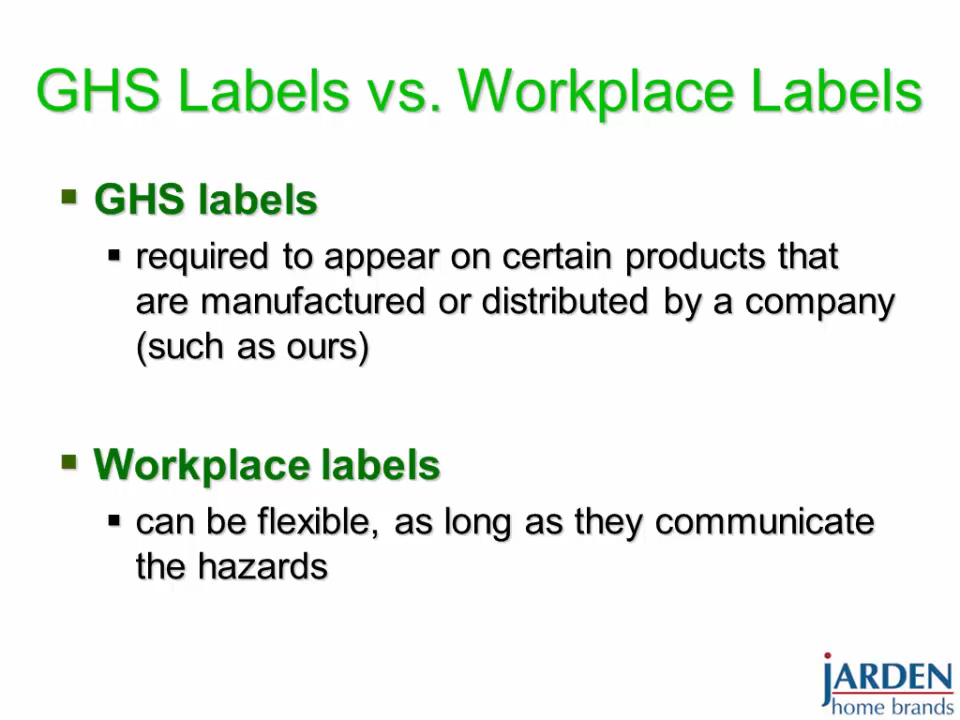 GHS Labels vs. Workplace Labels
GHS labels
required to appear on certain products that
are manufactured or distributed by a company
(such as ours)
Workplace labels
can be flexible, as long as they communicate
the hazards
jARDEN
home brands